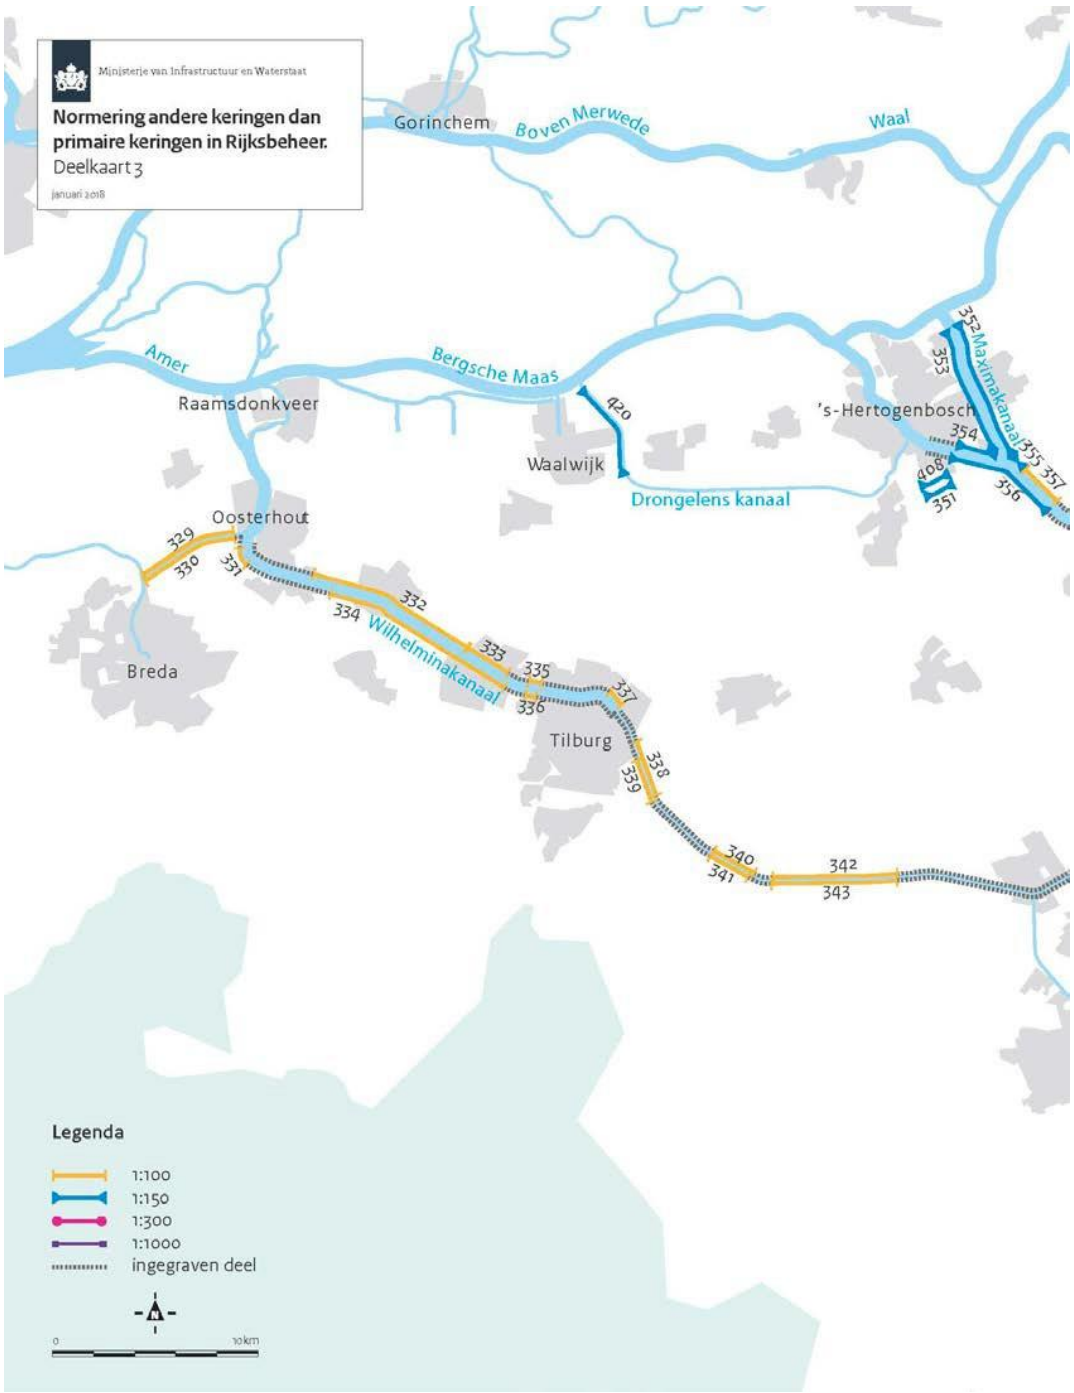 Ministerie van Infrastructuur en Waterstaat
Normering andere keringen dan
primaire keringen in Rijksbeheer.
Deelkaart 3
januari 2018
Gorinchem
Boven Merwede
Waal
Amer
Bergsche Maas
Raamsdonkveer
420
Waalwijk
Drongelens kanaal
352
353
Maximakanaal
's-Hertogenbosch
354
355
357
408
351
356
Oosterhout
329
330
331
332
334
Wilhelminakanaal
333
335
336
337
Breda
Tilburg
338
339
340
341
342
343
Legenda
1:100
1:150
1:300
1:1000
ingegraven deel
N
0 10km